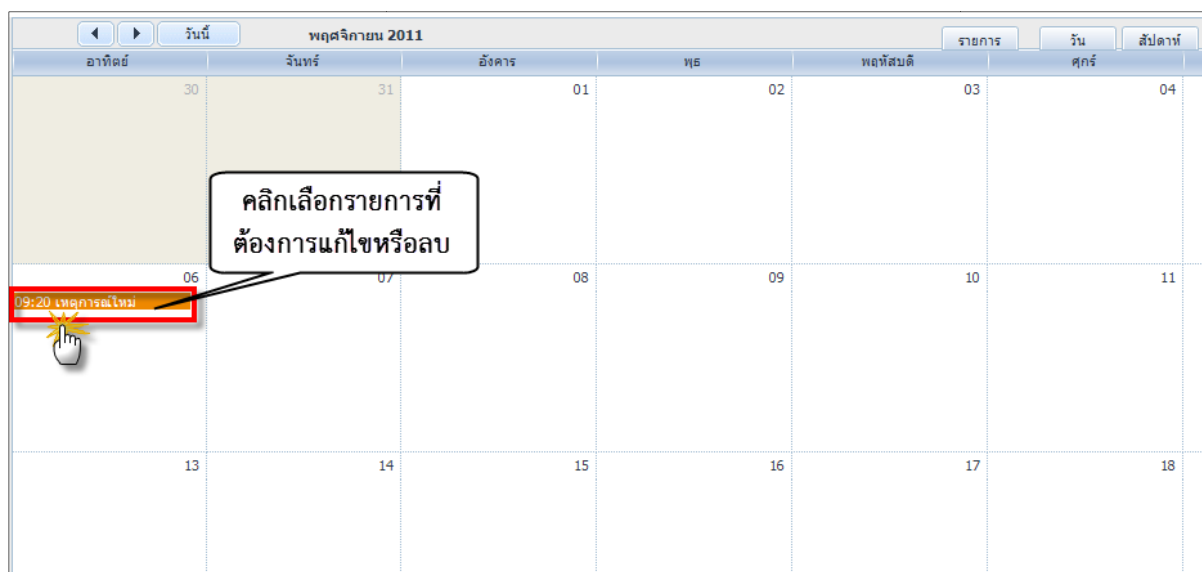 วันนี้ พฤศจิกายน 2011 รายการ วัน สัปดาห์
อาทิตย์ จันทร์ อังคาร พุธ พฤหัสบดี ศุกร์
30 31 01 02 03 04
คลิกเลือกรายการที่
ต้องการแก้ไขหรือลบ
06 07 08 09 10 11
09:20 เหตุการณ์ใหม่
13 14 15 16 17 18